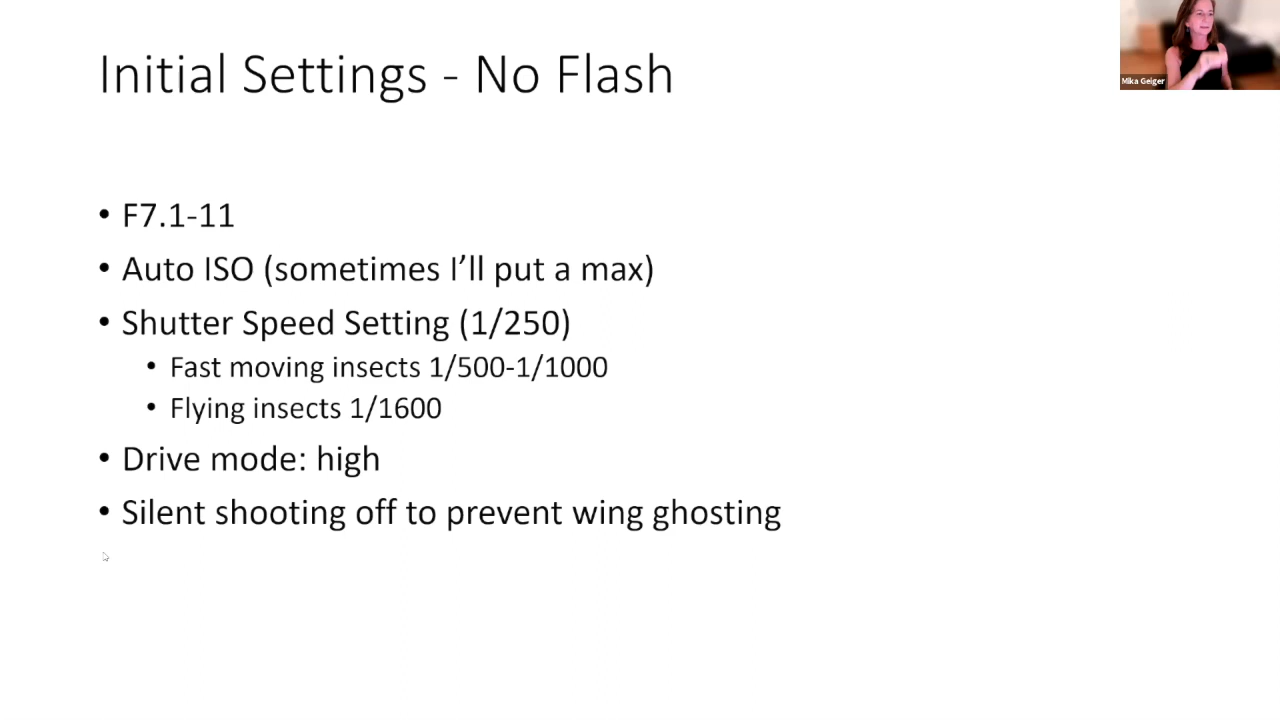 Initial Settings - No Flash
Mika Geiger
• F7.1-11
• Auto ISO (sometimes I’ll put a max)
• Shutter Speed Setting (1/250)
• Fast moving insects 1/500-1/1000
• Flying insects 1/1600
• Drive mode: high
• Silent shooting off to prevent wing ghosting